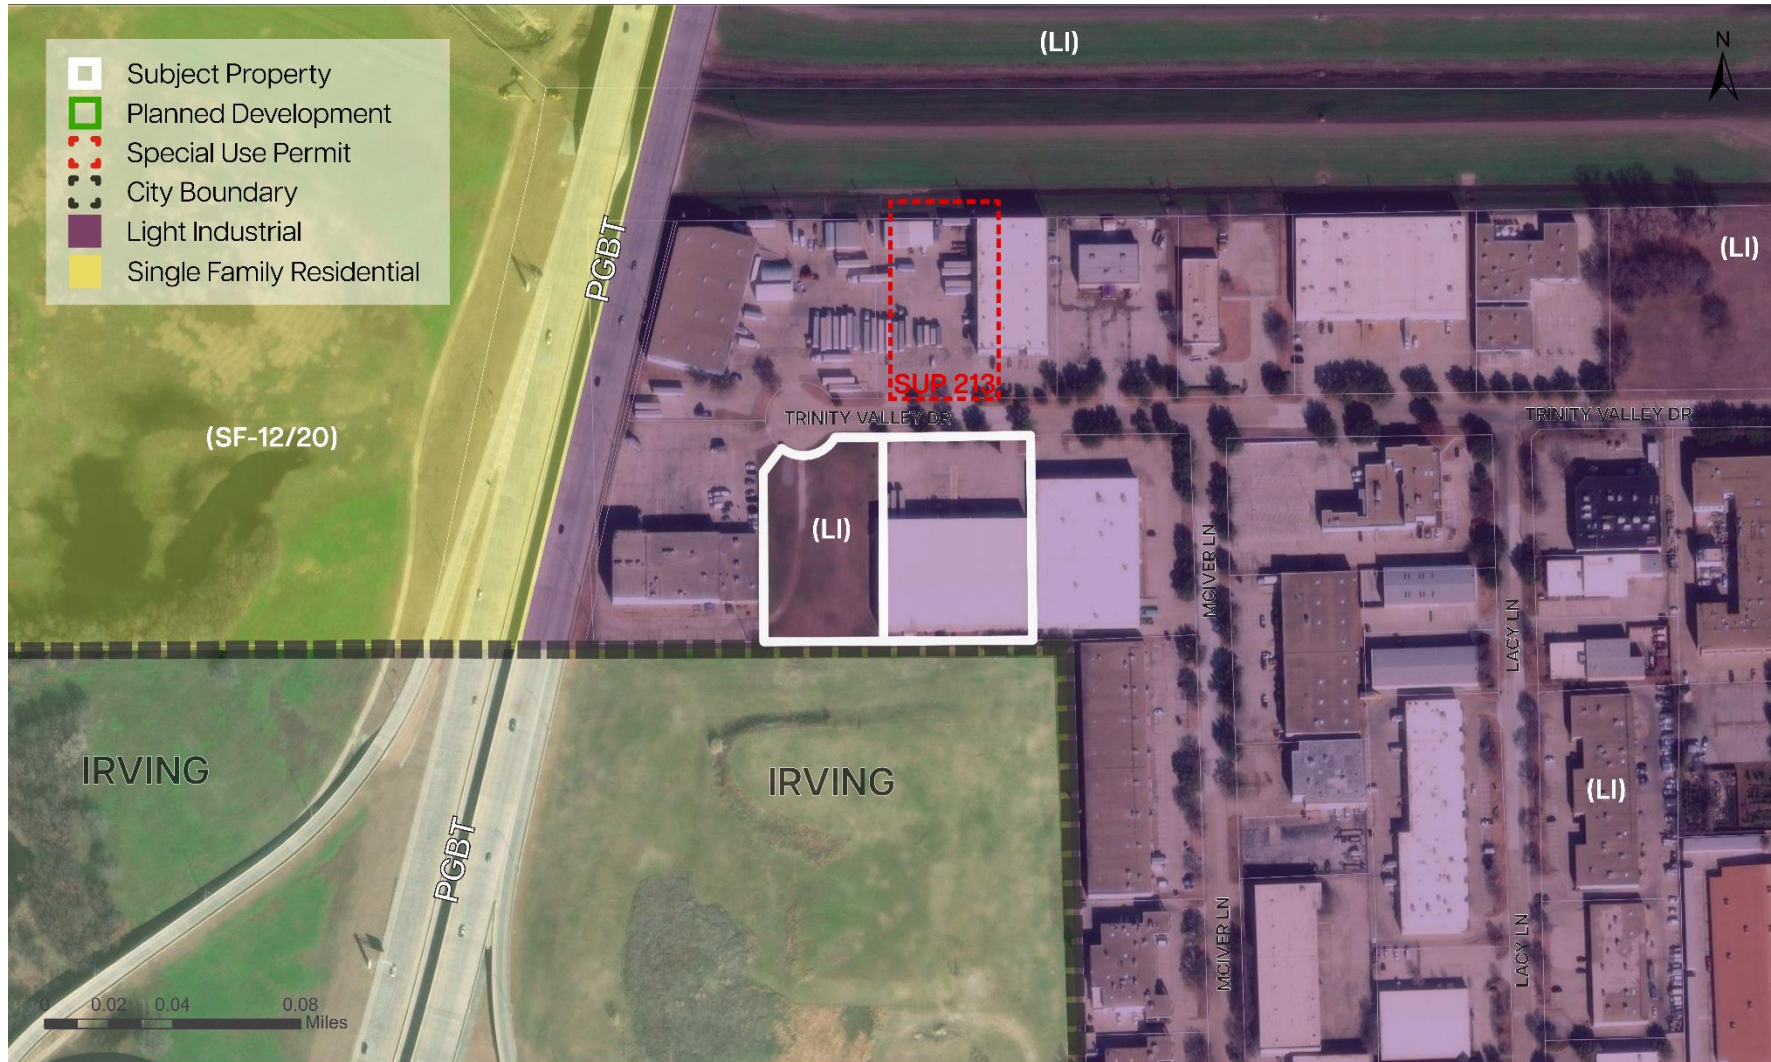 Subject Property
Planned Development
Special Use Permit
City Boundary
Light Industrial
Single Family Residential
(LI)
N
PGBT
(LI)
SUP 213
TRINITY VALLEY DR
TRINITY VALLEY DR
(SF-12/20)
(LI)
MCIVER LN
LACY LN
IRVING
IRVING
(LI)
PGBT
MCIVER LN
LACY LN
0 0.02 0.04 0.08
Miles